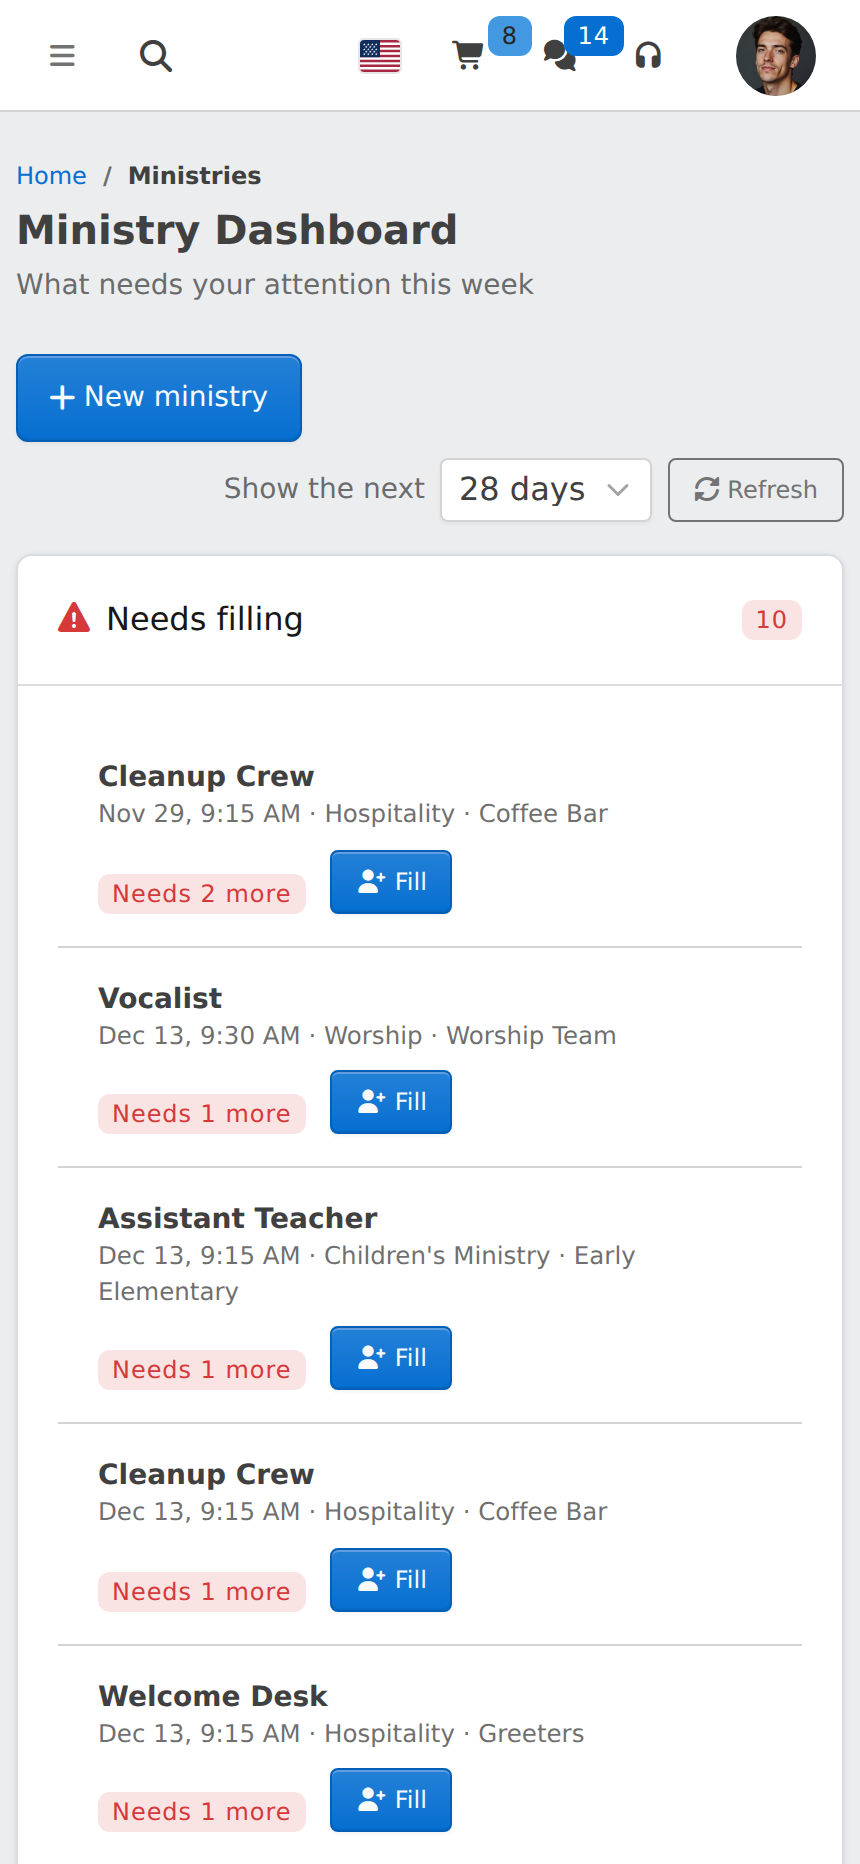 8
14
Home / Ministries
Ministry Dashboard
What needs your attention this week
New ministry
Show the next
28 days
Refresh
Needs filling
10
Cleanup Crew
Nov 29, 9:15 AM · Hospitality · Coffee Bar
Needs 2 more
Fill
Vocalist
Dec 13, 9:30 AM · Worship · Worship Team
Needs 1 more
Fill
Assistant Teacher
Dec 13, 9:15 AM · Children's Ministry · Early
Elementary
Needs 1 more
Fill
Cleanup Crew
Dec 13, 9:15 AM · Hospitality · Coffee Bar
Needs 1 more
Fill
Welcome Desk
Dec 13, 9:15 AM · Hospitality · Greeters
Needs 1 more
Fill